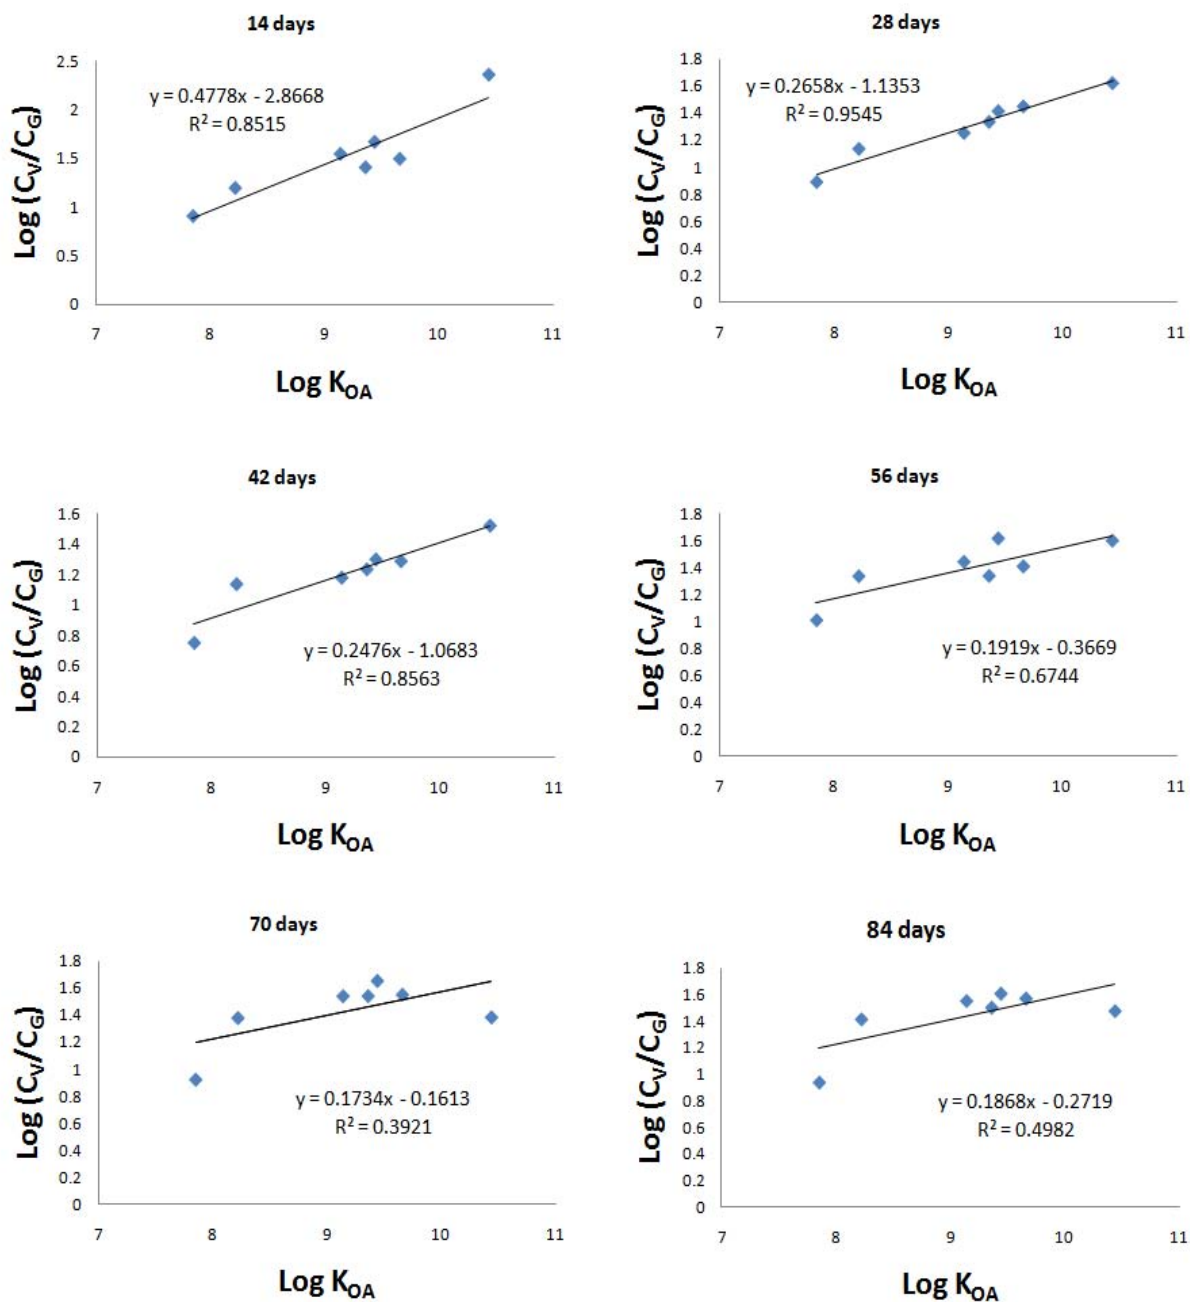 14 days
2.5
2
1.5
1
0.5
0
7 8 9 10 11
y = 0.4778x - 2.8668
R² = 0.8515
Log (C_V/C_G)
Log K_OA
28 days
1.8
1.6
1.4
1.2
1
0.8
0.6
0.4
0.2
0
7 8 9 10 11
y = 0.2658x - 1.1353
R² = 0.9545
Log (C_V/C_G)
Log K_OA
42 days
1.6
1.4
1.2
1
0.8
0.6
0.4
0.2
0
7 8 9 10 11
y = 0.2476x - 1.0683
R² = 0.8563
Log (C_V/C_G)
Log K_OA
56 days
1.8
1.6
1.4
1.2
1
0.8
0.6
0.4
0.2
0
7 8 9 10 11
y = 0.1919x - 0.3669
R² = 0.6744
Log (C_V/C_G)
Log K_OA
70 days
1.8
1.6
1.4
1.2
1
0.8
0.6
0.4
0.2
0
7 8 9 10 11
y = 0.1734x - 0.1613
R² = 0.3921
Log (C_V/C_G)
Log K_OA
84 days
1.8
1.6
1.4
1.2
1
0.8
0.6
0.4
0.2
0
7 8 9 10 11
y = 0.1868x - 0.2719
R² = 0.4982
Log (C_V/C_G)
Log K_OA